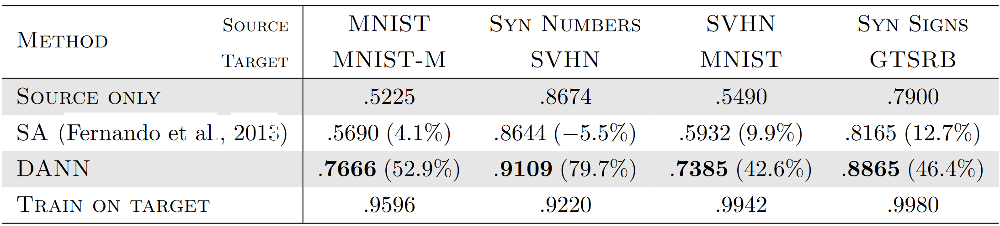 METHOD SOURCE MNIST SYN NUMBERS SVHN SYN SIGNS
TARGET MNIST-M SVHN MNIST GTSRB
SOURCE ONLY .5225 .8674 .5490 .7900
SA (Fernando et al., 2013) .5690 (4.1%) .8644 (−5.5%) .5932 (9.9%) .8165 (12.7%)
DANN .7666 (52.9%) .9109 (79.7%) .7385 (42.6%) .8865 (46.4%)
TRAIN ON TARGET .9596 .9220 .9942 .9980